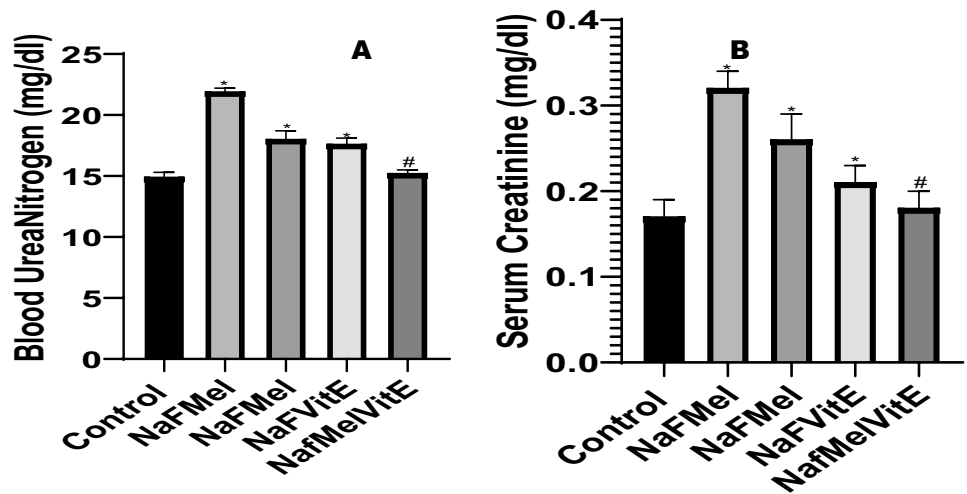 A
Blood UreaNitrogen (mg/dl)
25
20
15
10
5
0
*
*
*
#
Control
NaFMel
NaFMel
NaFVitE
NafMelVitE
B
Serum Creatinine (mg/dl)
0.4
0.3
0.2
0.1
0.0
*
*
*
#
Control
NaFMel
NaFMel
NaFVitE
NafMelVitE